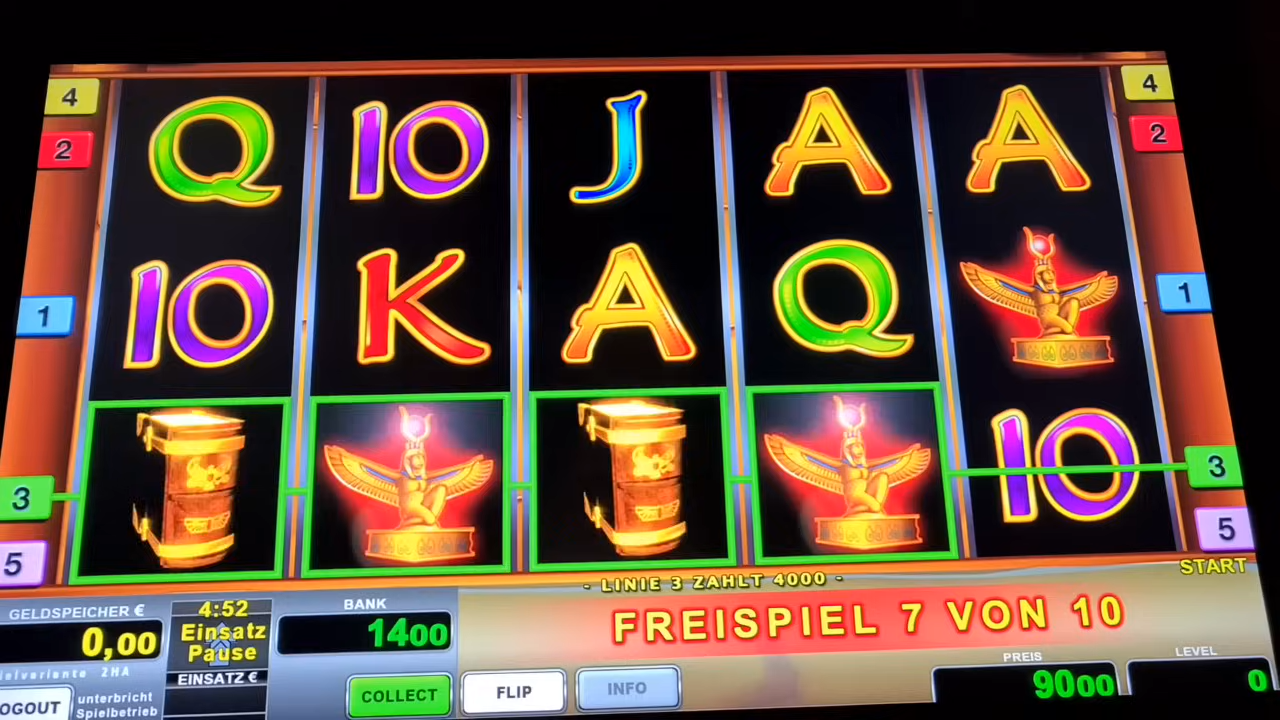 4 Q 10 J A A 4
2 2
1 10 K A Q 1
3 10 3
5 5
- LINIE 3 ZAHLT 4000 -
START
FREISPIEL 7 VON 10
GELDSPEICHER €
0,00
4:52
Einsatz
Pause
EINSATZ €
BANK
1400
2HA
OGOUT
unterbricht
Spielbetrieb
COLLECT
FLIP
INFO
PREIS
9000
LEVEL
0